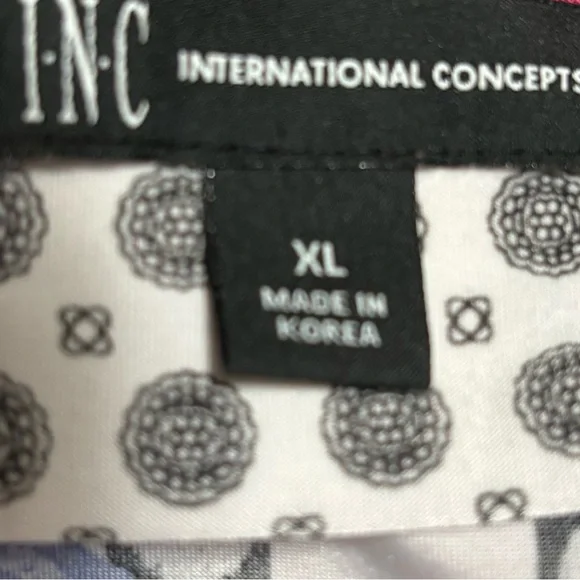 I·N·C INTERNATIONAL CONCEPTS
XL
MADE IN
KOREA